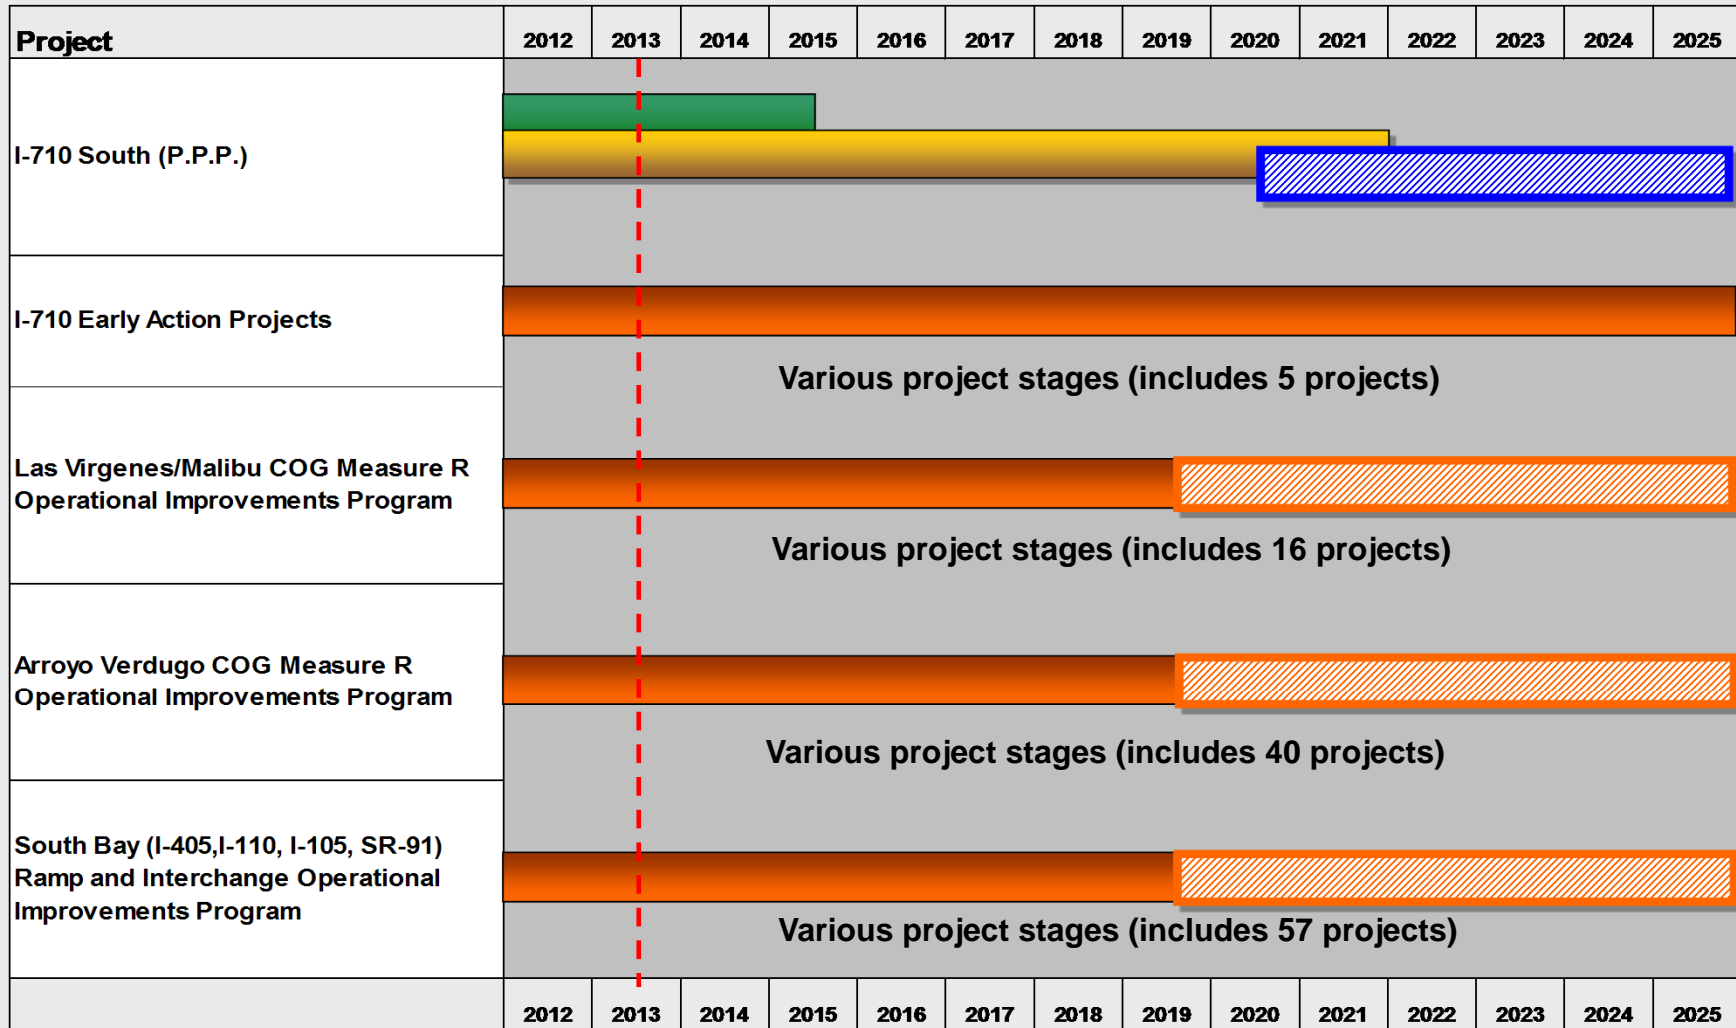 Project 2012 2013 2014 2015 2016 2017 2018 2019 2020 2021 2022 2023 2024 2025
I-710 South (P.P.P.)
I-710 Early Action Projects
Various project stages (includes 5 projects)
Las Virgenes/Malibu COG Measure R
Operational Improvements Program
Various project stages (includes 16 projects)
Arroyo Verdugo COG Measure R
Operational Improvements Program
Various project stages (includes 40 projects)
South Bay (I-405,I-110, I-105, SR-91)
Ramp and Interchange Operational
Improvements Program
Various project stages (includes 57 projects)
2012 2013 2014 2015 2016 2017 2018 2019 2020 2021 2022 2023 2024 2025